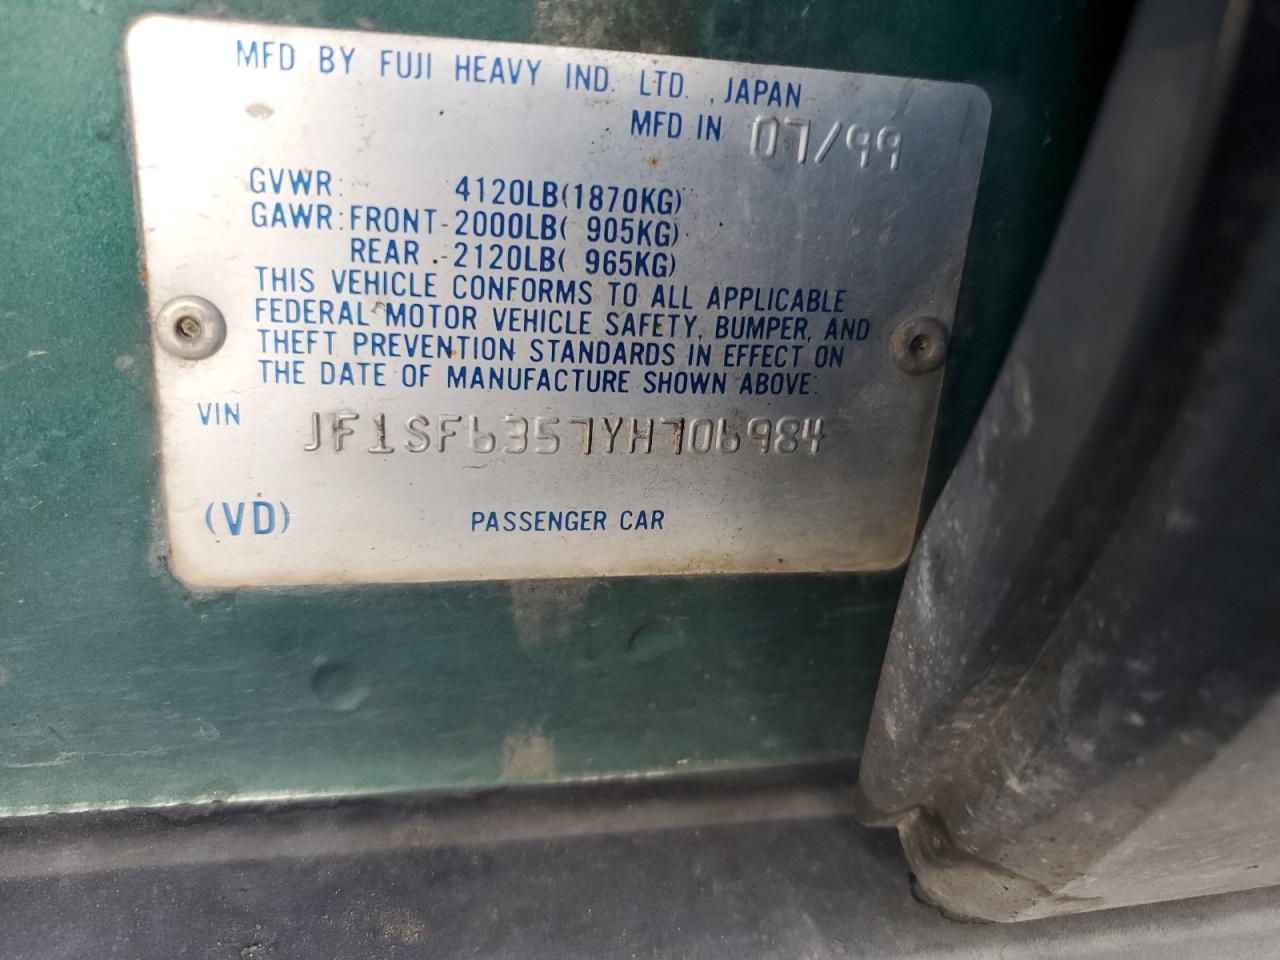 MFD BY FUJI HEAVY IND. LTD. , JAPAN
MFD IN 07/99
GVWR: 4120LB(1870KG)
GAWR: FRONT-2000LB( 905KG)
REAR -2120LB( 965KG)
THIS VEHICLE CONFORMS TO ALL APPLICABLE
FEDERAL MOTOR VEHICLE SAFETY, BUMPER, AND
THEFT PREVENTION STANDARDS IN EFFECT ON
THE DATE OF MANUFACTURE SHOWN ABOVE.
VIN JF1SF6357YH706984
(VD) PASSENGER CAR